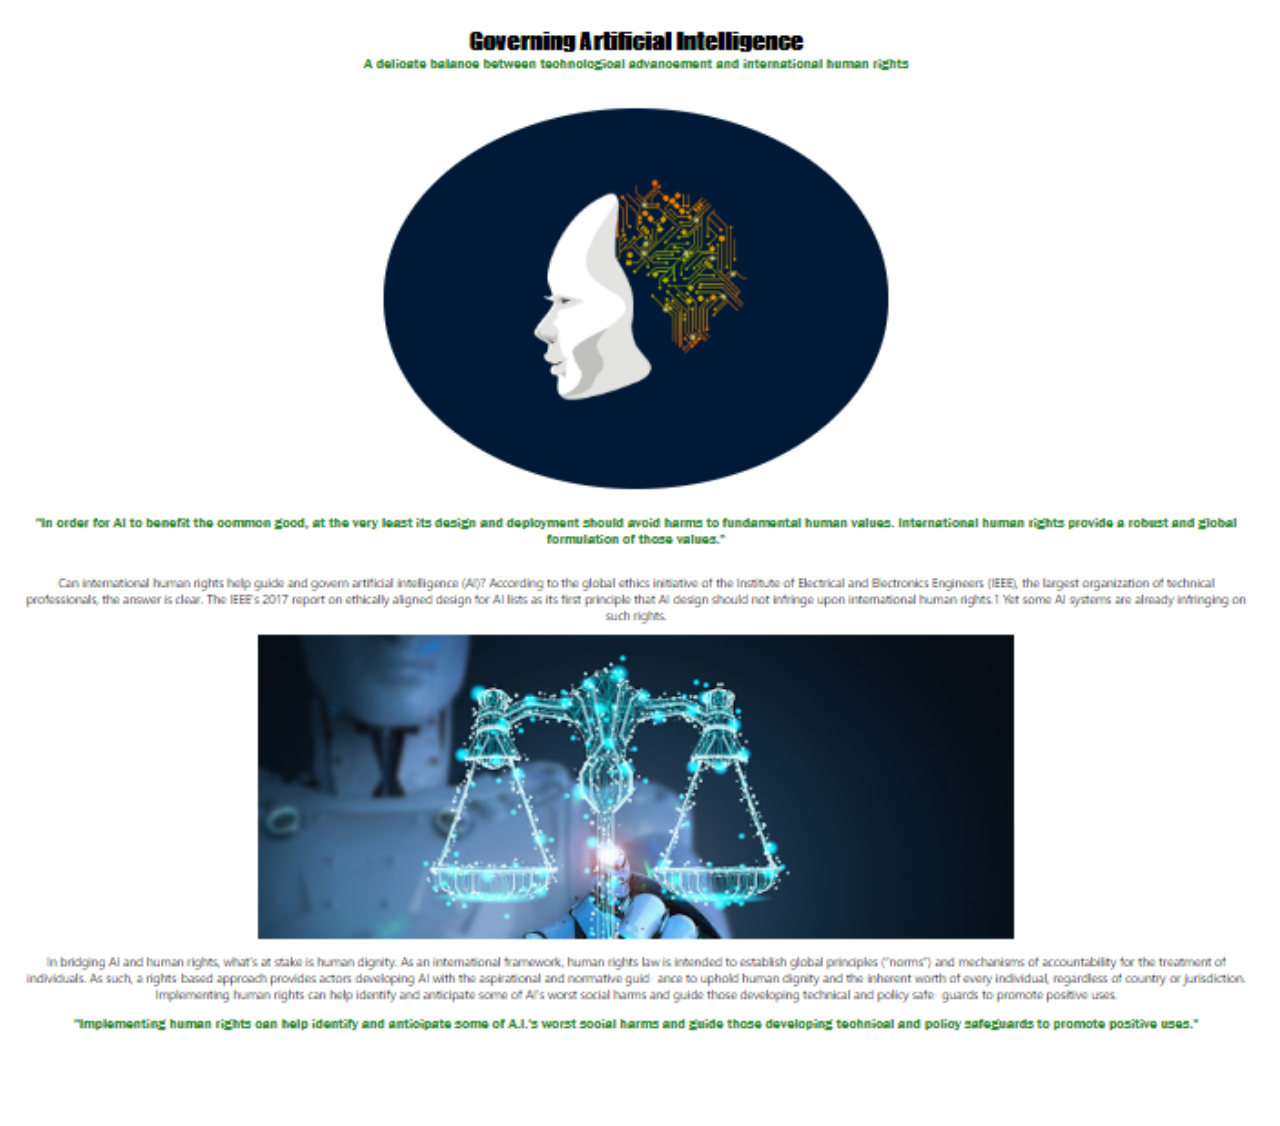 Governing Artificial Intelligence
A delicate balance between technological advancement and international human rights
"In order for AI to benefit the common good, at the very least its design and deployment should avoid harms to fundamental human values. International human rights provide a robust and global
formulation of those values."
Can international human rights help guide and govern artificial intelligence (AI)? According to the global ethics initiative of the Institute of Electrical and Electronics Engineers (IEEE), the largest organization of technical
professionals, the answer is clear. The IEEE's 2017 report on ethically aligned design for AI lists as its first principle that AI design should not infringe upon international human rights.1 Yet some AI systems are already infringing on
such rights.
In bridging AI and human rights, what's at stake is human dignity. As an international framework, human rights law is intended to establish global principles ("norms") and mechanisms of accountability for the treatment of
individuals. As such, a rights-based approach provides actors developing AI with the aspirational and normative guid- ance to uphold human dignity and the inherent worth of every individual, regardless of country or jurisdiction.
Implementing human rights can help identify and anticipate some of AI's worst social harms and guide those developing technical and policy safe- guards to promote positive uses.
"Implementing human rights can help identify and anticipate some of A.I.'s worst social harms and guide those developing technical and policy safeguards to promote positive uses."